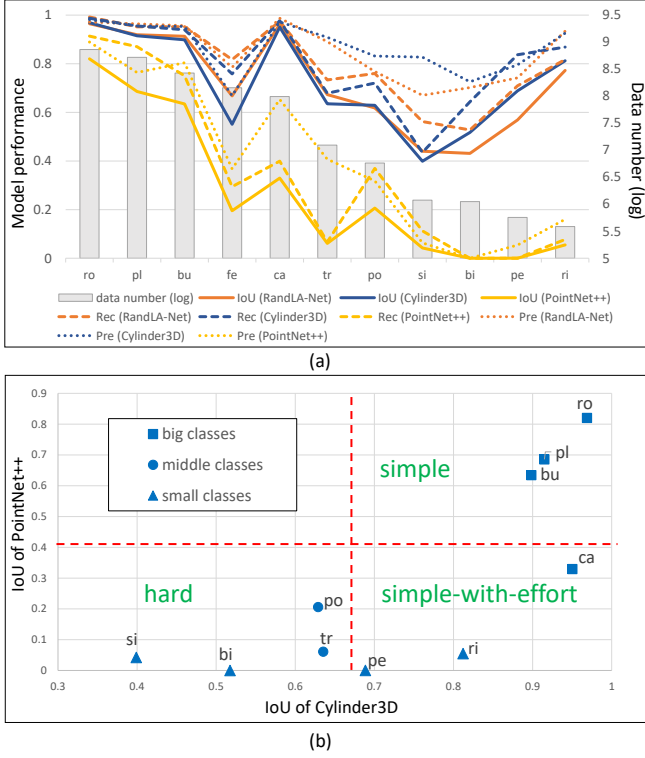 1 9.5
9
0.8 8.5
8
0.6 7.5
7
0.4 6.5
6
0.2 5.5
0 5
Model performance
Data number (log)
ro pl bu fe ca tr po si bi pe ri
data number (log) IoU (RandLA-Net) IoU (Cylinder3D) IoU (PointNet++)
Rec (RandLA-Net) Rec (Cylinder3D) Rec (PointNet++) Pre (RandLA-Net)
Pre (Cylinder3D) Pre (PointNet++)
(a)
0.9
0.8
0.7
0.6
0.5
0.4
0.3
0.2
0.1
0
IoU of PointNet++
big classes
middle classes
small classes
ro
pl
bu
simple
ca
hard
simple-with-effort
po
si
bi
tr
pe
ri
0.3 0.4 0.5 0.6 0.7 0.8 0.9 1
IoU of Cylinder3D
(b)